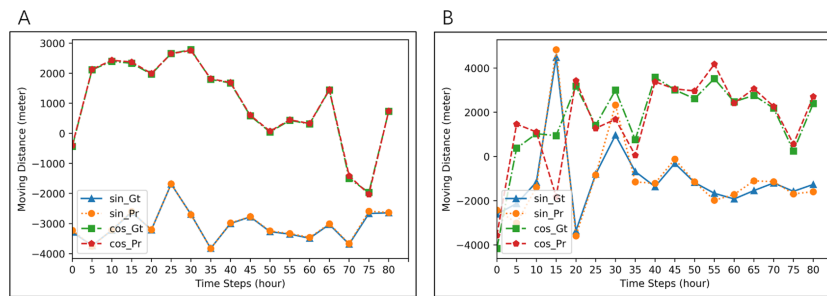 A
B
Moving Distance (meter)
3000
2000
1000
0
−1000
−2000
−3000
−4000
sin_Gt
sin_Pr
cos_Gt
cos_Pr
0 5 10 15 20 25 30 35 40 45 50 55 60 65 70 75 80
Time Steps (hour)
Moving Distance (meter)
4000
2000
0
−2000
−4000
sin_Gt
sin_Pr
cos_Gt
cos_Pr
0 5 10 15 20 25 30 35 40 45 50 55 60 65 70 75 80
Time Steps (hour)